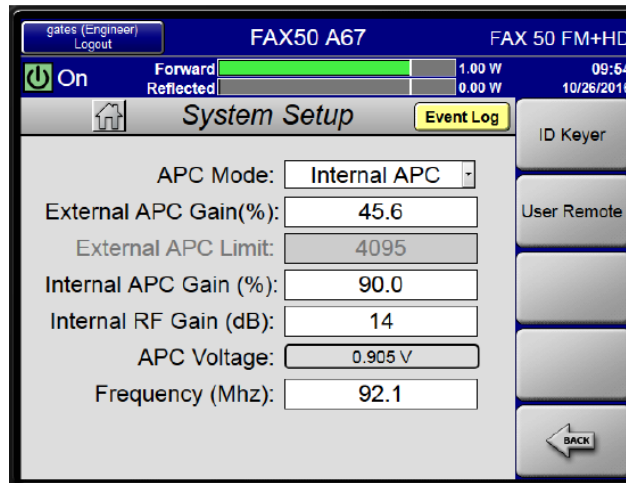 gates (Engineer)
Logout
FAX50 A67
FAX 50 FM+HD
On
Forward
1.00 W
09:54
Reflected
0.00 W
10/26/2016
System Setup
Event Log
ID Keyer
APC Mode: Internal APC
External APC Gain(%): 45.6
User Remote
External APC Limit: 4095
Internal APC Gain (%): 90.0
Internal RF Gain (dB): 14
APC Voltage: 0.905 V
Frequency (Mhz): 92.1
BACK